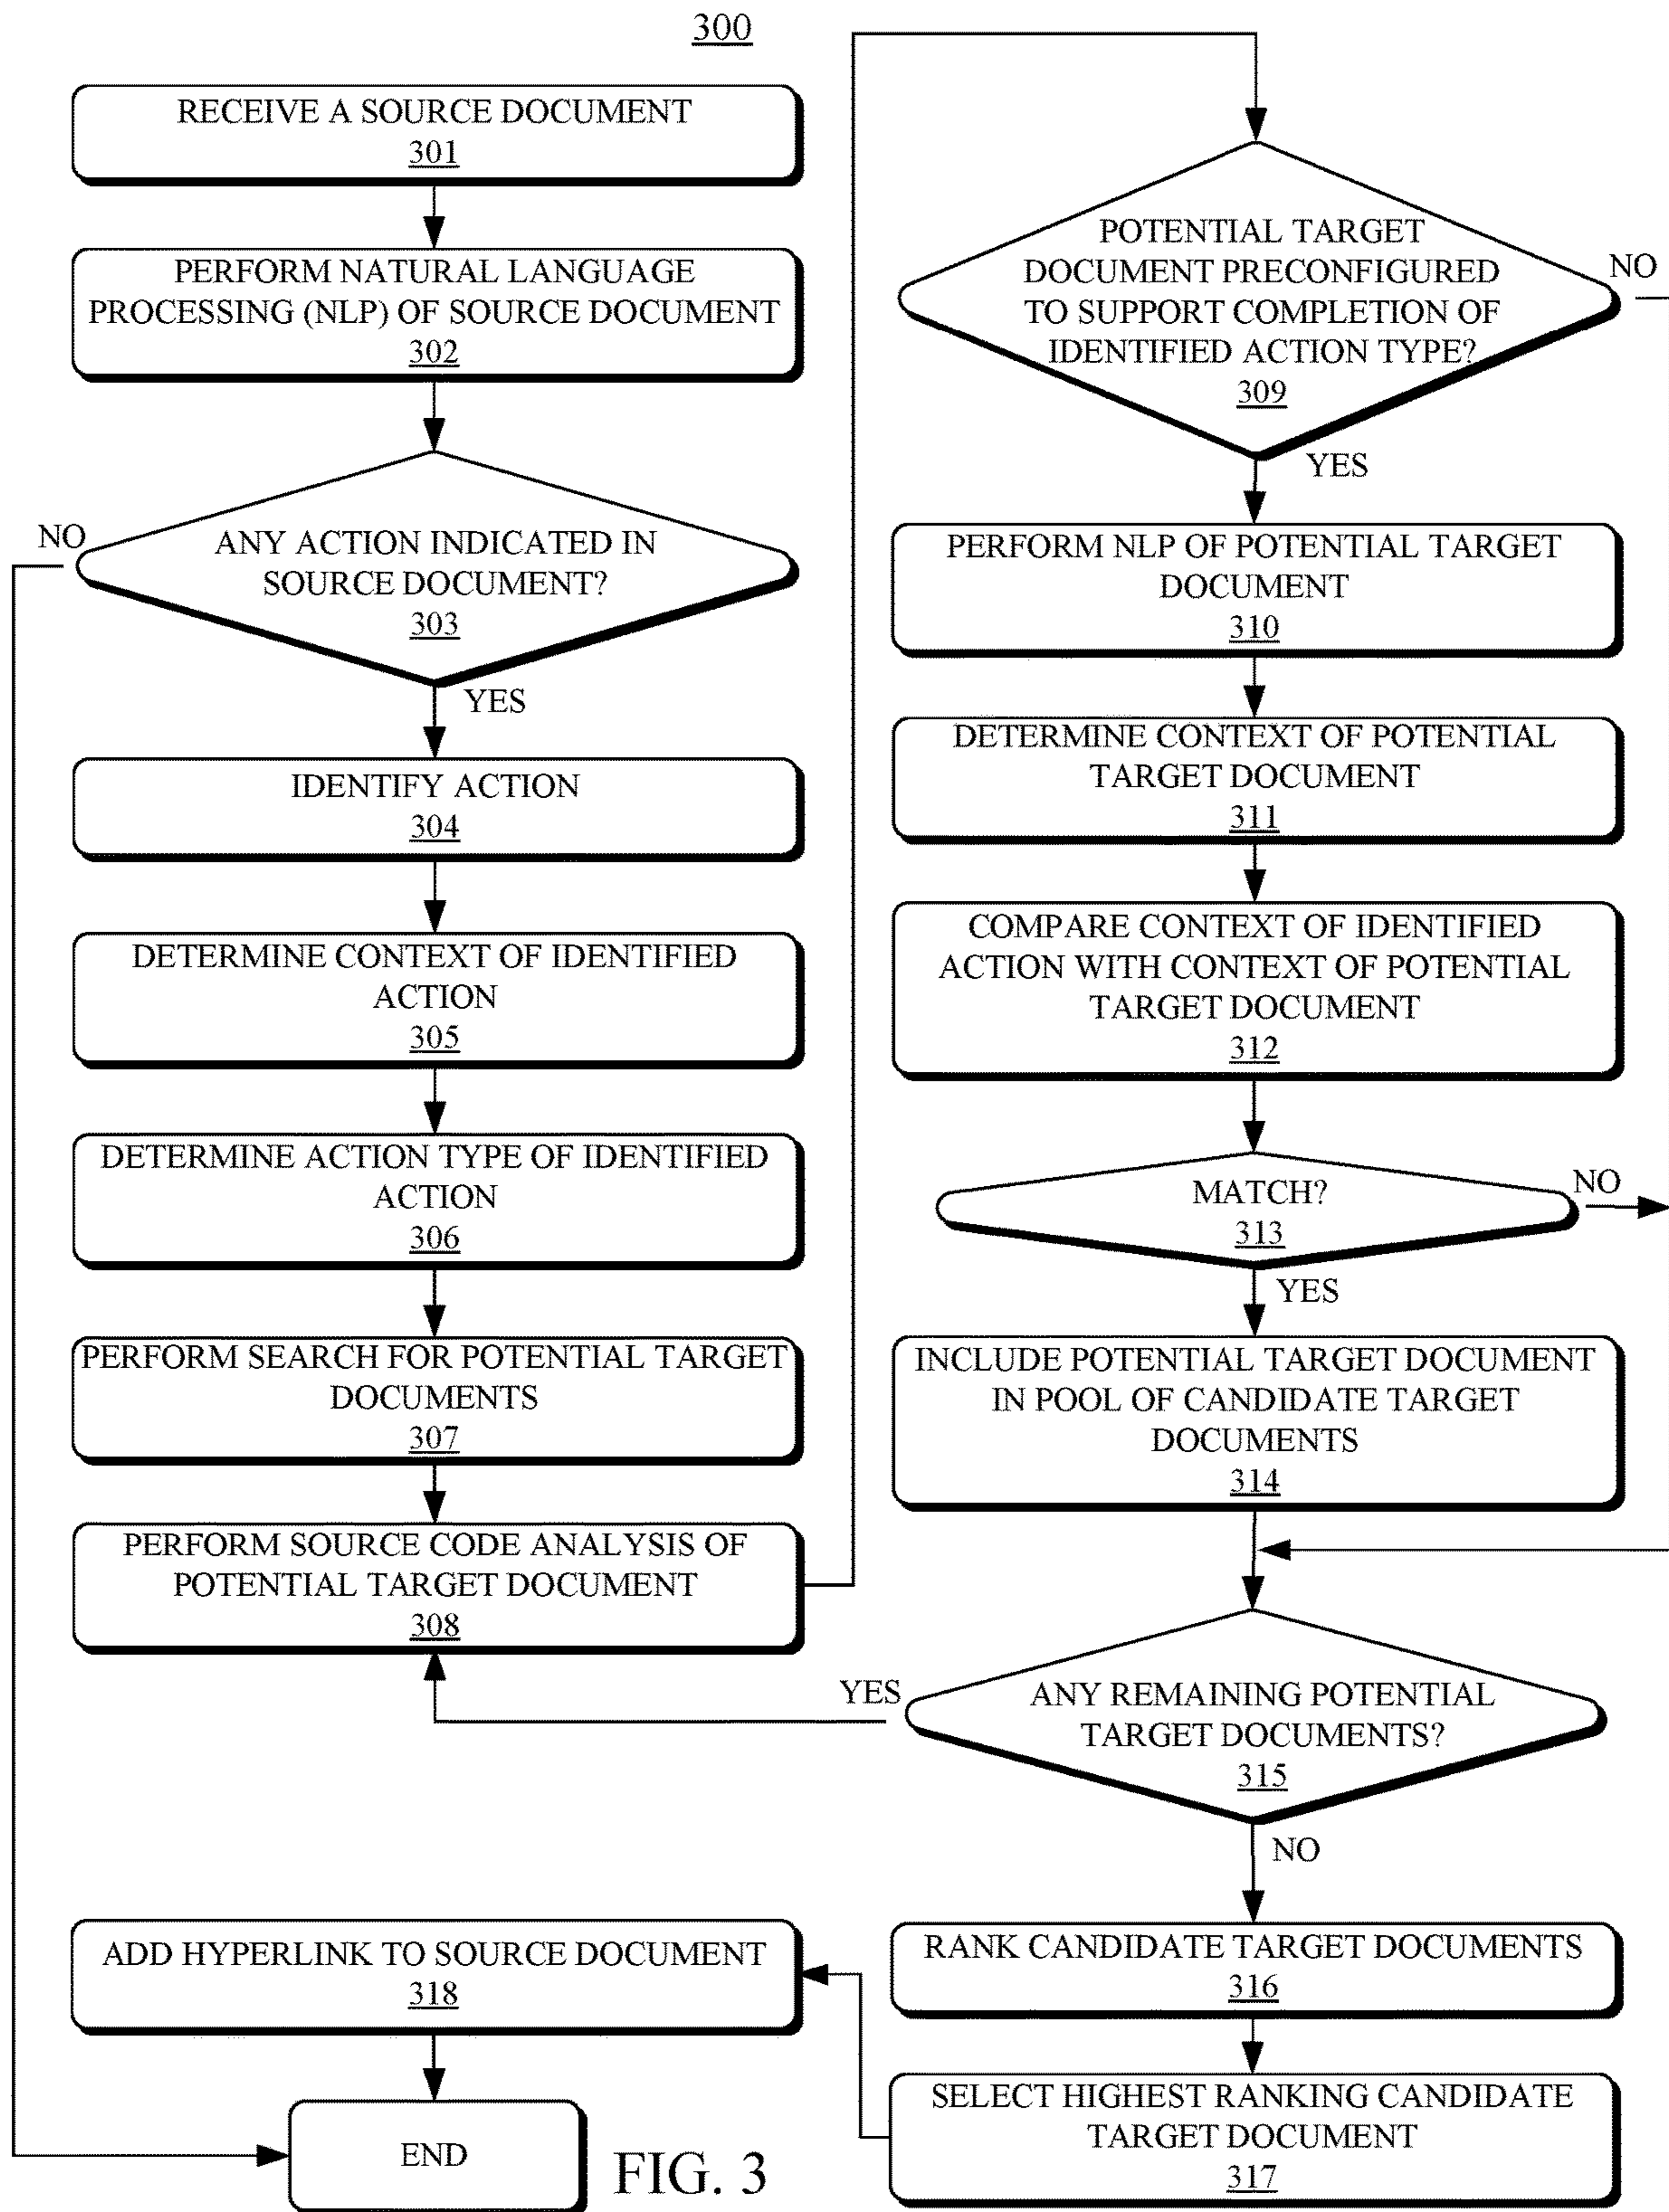 300
RECEIVE A SOURCE DOCUMENT
301
PERFORM NATURAL LANGUAGE
PROCESSING (NLP) OF SOURCE DOCUMENT
302
NO
ANY ACTION INDICATED IN
SOURCE DOCUMENT?
303
YES
IDENTIFY ACTION
304
DETERMINE CONTEXT OF IDENTIFIED
ACTION
305
DETERMINE ACTION TYPE OF IDENTIFIED
ACTION
306
PERFORM SEARCH FOR POTENTIAL TARGET
DOCUMENTS
307
PERFORM SOURCE CODE ANALYSIS OF
POTENTIAL TARGET DOCUMENT
308
POTENTIAL TARGET
DOCUMENT PRECONFIGURED
TO SUPPORT COMPLETION OF
IDENTIFIED ACTION TYPE?
309
NO
YES
PERFORM NLP OF POTENTIAL TARGET
DOCUMENT
310
DETERMINE CONTEXT OF POTENTIAL
TARGET DOCUMENT
311
COMPARE CONTEXT OF IDENTIFIED
ACTION WITH CONTEXT OF POTENTIAL
TARGET DOCUMENT
312
MATCH?
313
NO
YES
INCLUDE POTENTIAL TARGET DOCUMENT
IN POOL OF CANDIDATE TARGET
DOCUMENTS
314
YES
ANY REMAINING POTENTIAL
TARGET DOCUMENTS?
315
NO
RANK CANDIDATE TARGET DOCUMENTS
316
SELECT HIGHEST RANKING CANDIDATE
TARGET DOCUMENT
317
ADD HYPERLINK TO SOURCE DOCUMENT
318
END
FIG. 3